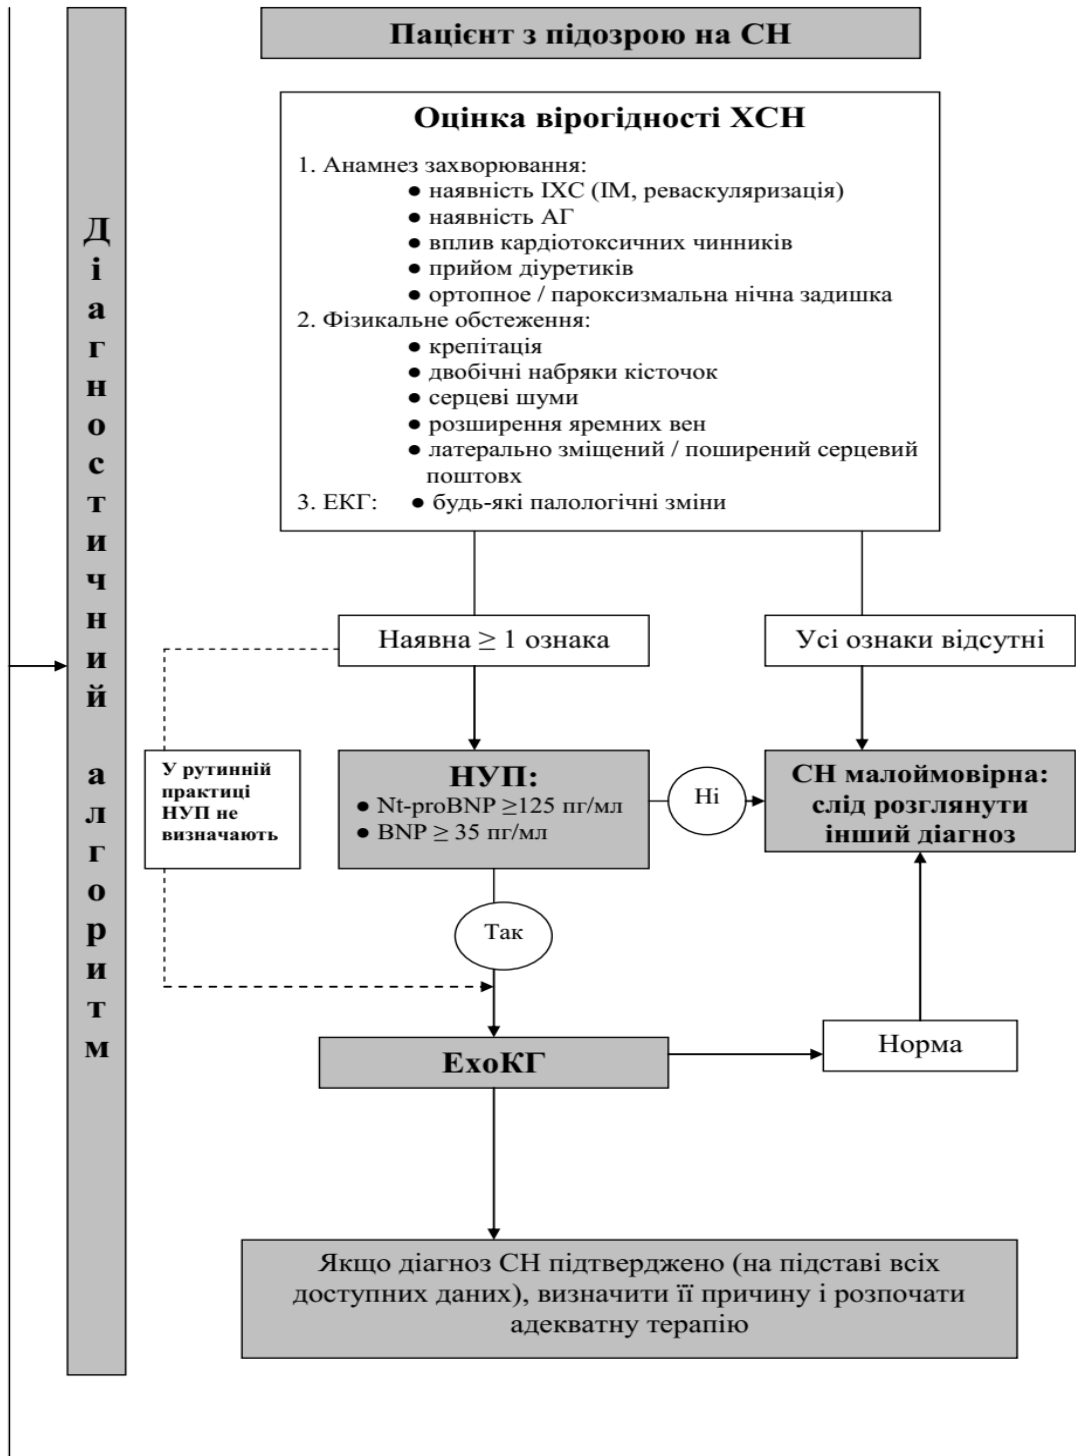 Діагностичний алгоритм
Пацієнт з підозрою на СН
Оцінка вірогідності ХСН
1. Анамнез захворювання:
● наявність ІХС (ІМ, реваскуляризація)
● наявність АГ
● вплив кардіотоксичних чинників
● прийом діуретиків
● ортопное / пароксизмальна нічна задишка
2. Фізикальне обстеження:
● крепітація
● двобічні набряки кісточок
● серцеві шуми
● розширення яремних вен
● латерально зміщений / поширений серцевий
поштовх
3. ЕКГ: ● будь-які палологічні зміни
Наявна ≥ 1 ознака
Усі ознаки відсутні
У рутинній
практиці
НУП не
визначають
НУП:
● Nt-proBNP ≥125 пг/мл
● BNP ≥ 35 пг/мл
Ні
СН малоймовірна:
слід розглянути
інший діагноз
Так
ЕхоКГ
Норма
Якщо діагноз СН підтверджено (на підставі всіх
доступних даних), визначити її причину і розпочати
адекватну терапію